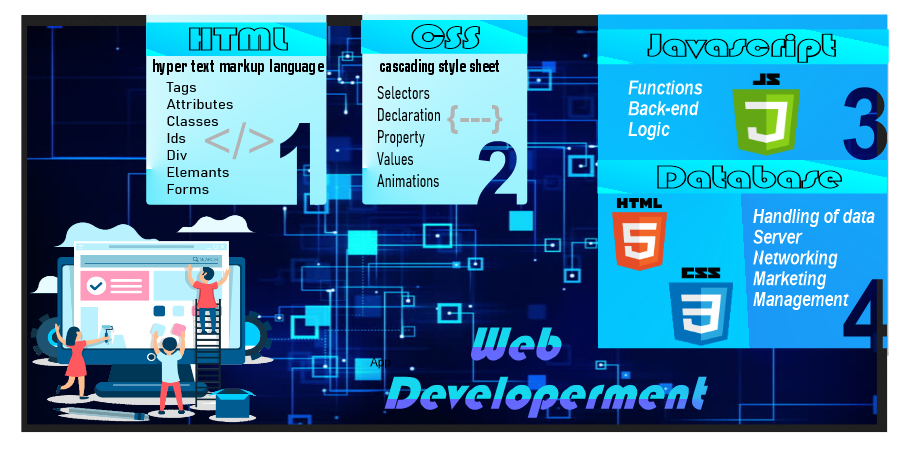 HTML
hyper text markup language
Tags
Attributes
Classes
Ids
Div
Elemants
Forms
</>
1
Css
cascading style sheet
Selectors
Declaration
Property
Values
Animations
{---}
2
Javascript
Functions
Back-end
Logic
JS
3
Database
HTML
5
CSS
3
Handling of data
Server
Networking
Marketing
Management
4
SEARCH
Web
Developerment